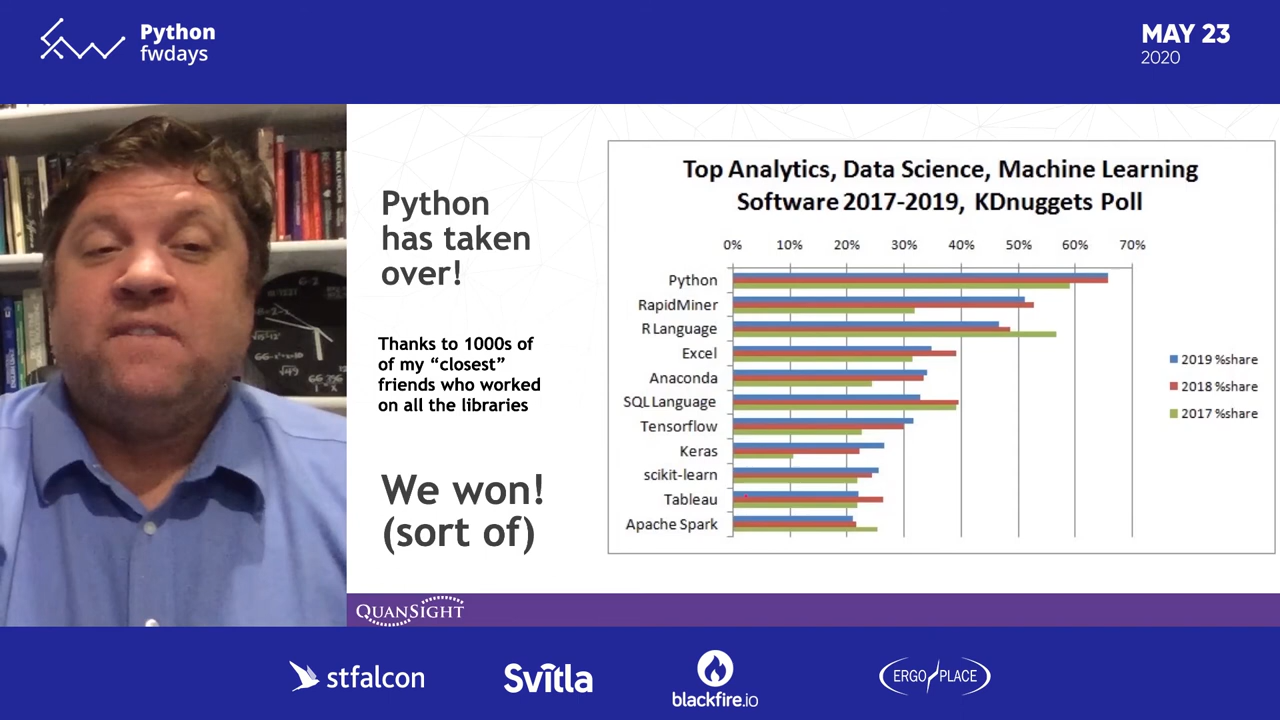 Python
fwdays
MAY 23
2020
Python
has taken
over!
Thanks to 1000s of
of my “closest”
friends who worked
on all the libraries
We won!
(sort of)
Top Analytics, Data Science, Machine Learning
Software 2017-2019, KDnuggets Poll
0% 10% 20% 30% 40% 50% 60% 70%
Python
RapidMiner
R Language
Excel
Anaconda
SQL Language
Tensorflow
Keras
scikit-learn
Tableau
Apache Spark
2019 %share
2018 %share
2017 %share
QUANSIGHT
stfalcon
Svitla
blackfire.io
ERGO PLACE